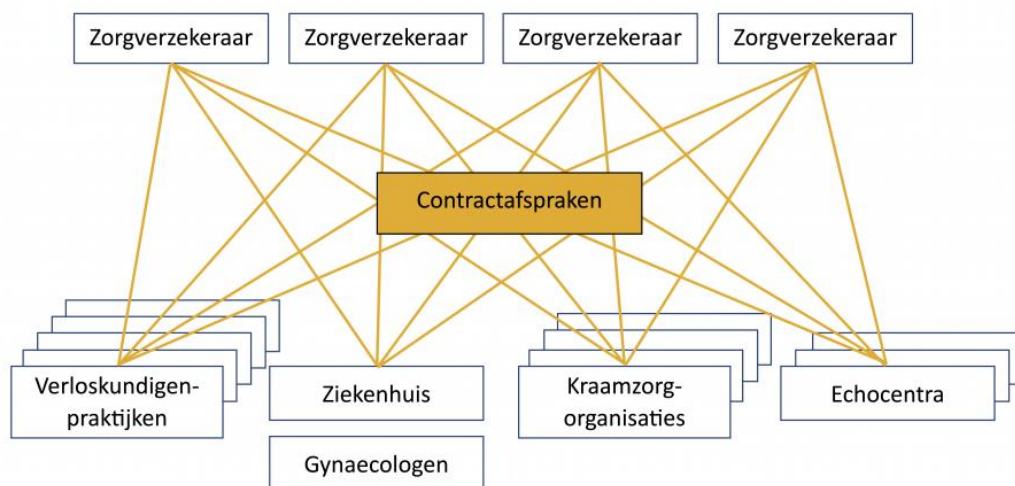 Zorgverzekeraar
Zorgverzekeraar
Zorgverzekeraar
Zorgverzekeraar
Contractafspraken
Verloskundigen-
praktijken
Ziekenhuis
Kraamzorg-
organisaties
Echocentra
Gynaecologen